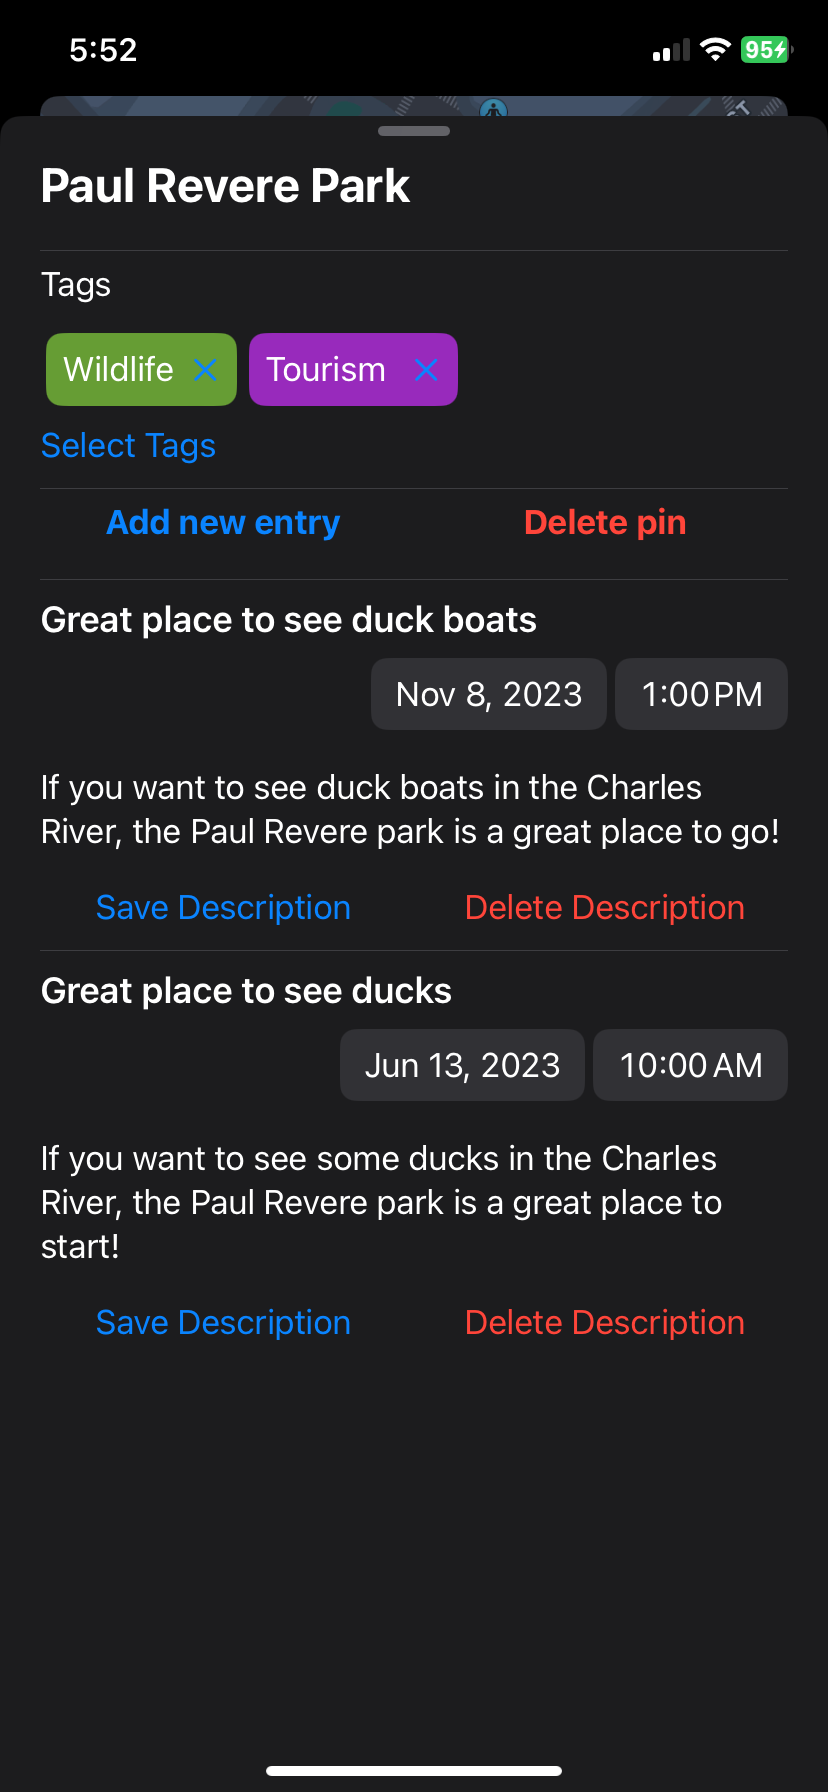 5:52
95
ST
Paul Revere Park
Tags
Wildlife Tourism
Select Tags
Add new entry Delete pin
Great place to see duck boats
Nov 8, 2023 1:00 PM
If you want to see duck boats in the Charles
River, the Paul Revere park is a great place to go!
Save Description Delete Description
Great place to see ducks
Jun 13, 2023 10:00 AM
If you want to see some ducks in the Charles
River, the Paul Revere park is a great place to
start!
Save Description Delete Description